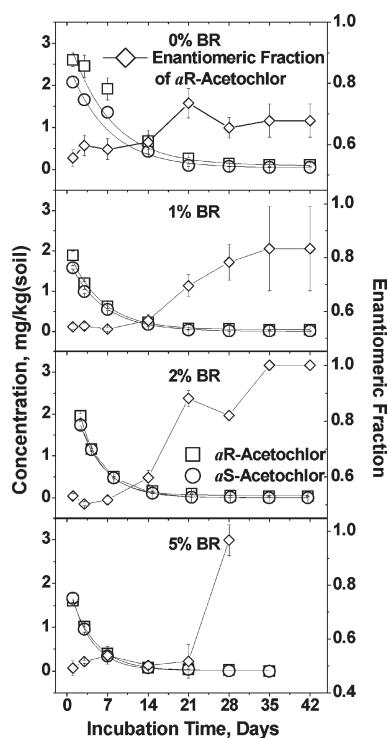 0% BR
Enantiomeric Fraction
of aR-Acetochlor
3
2
1
0
1.0
0.8
0.6
1% BR
3
2
1
0
1.0
0.8
0.6
2% BR
3
2
1
0
1.0
0.8
0.6
aR-Acetochlor
aS-Acetochlor
5% BR
3
2
1
0
1.0
0.8
0.6
0.4
Concentration, mg/kg(soil)
Enantiomeric Fraction
0 7 14 21 28 35 42
Incubation Time, Days